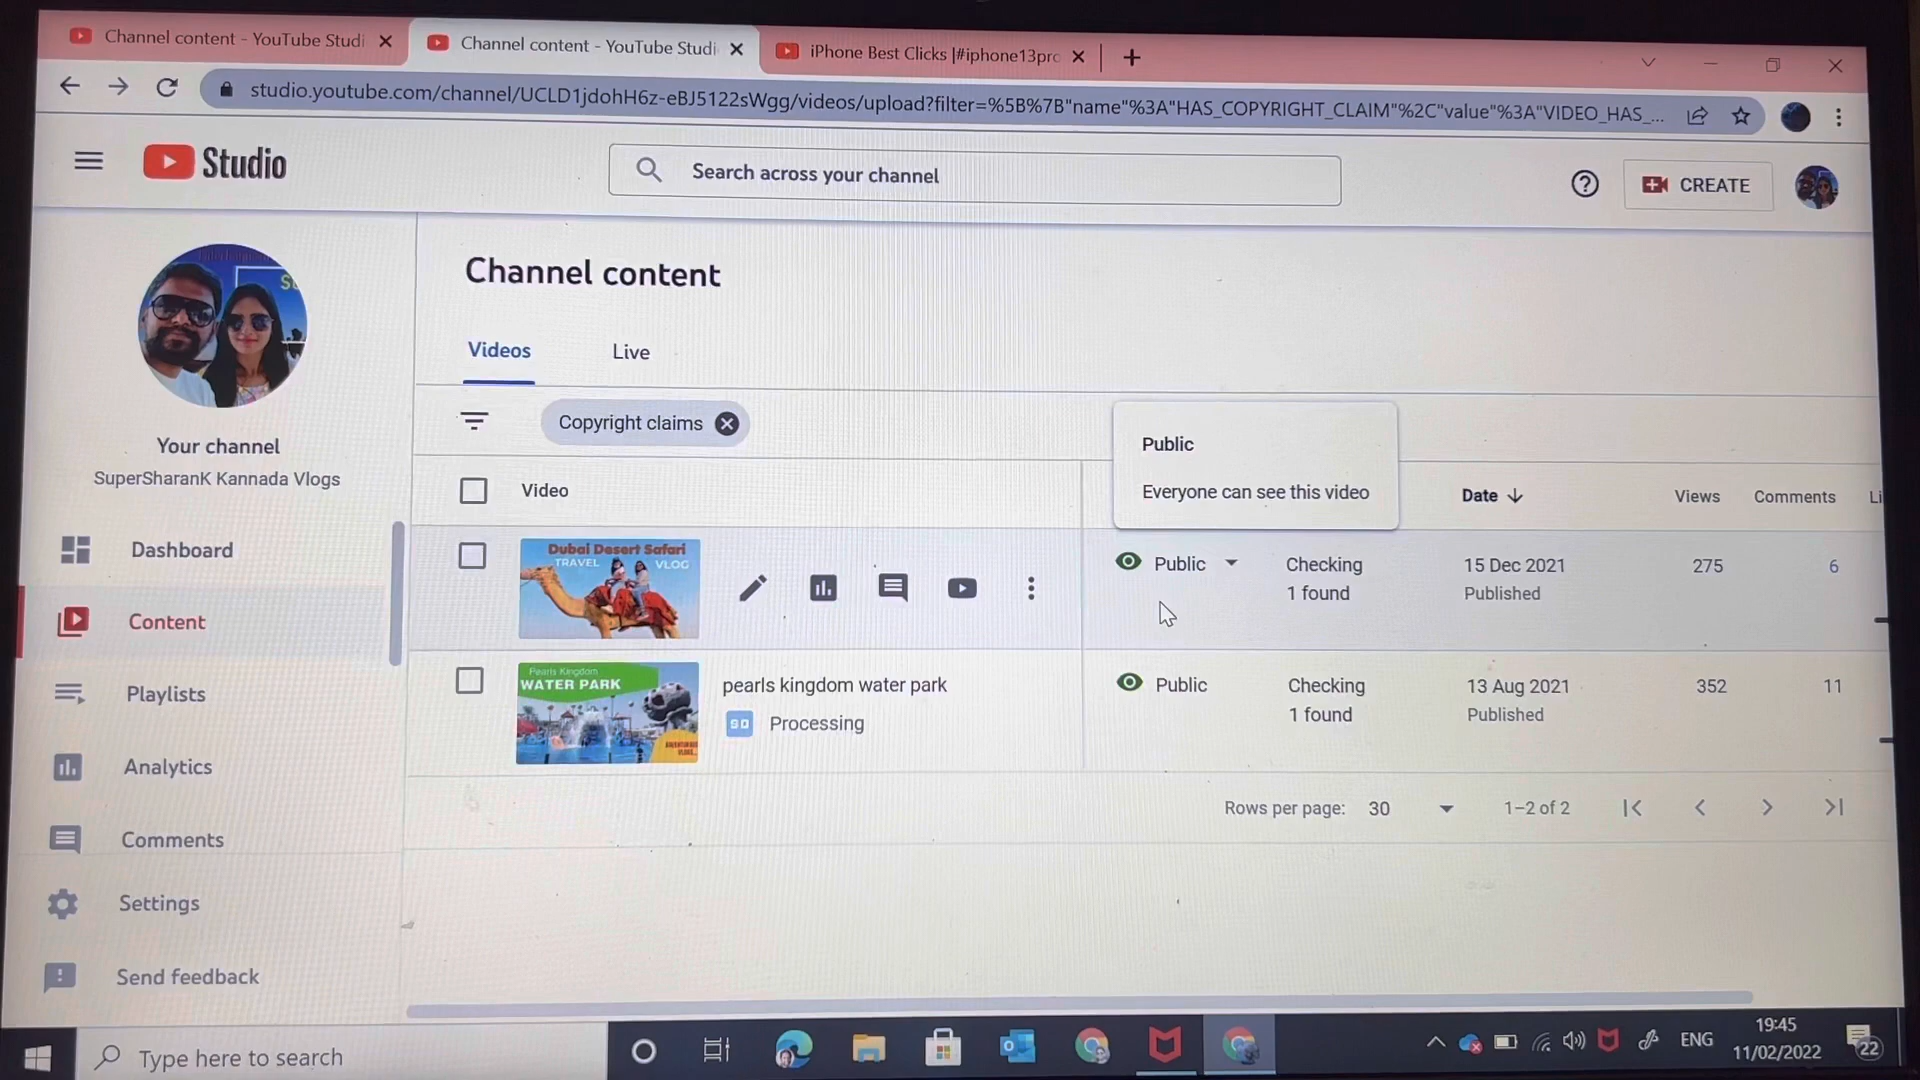 Channel content - YouTube Studi
Channel content - YouTube Studi
iPhone Best Clicks |#iphone13pro
studio.youtube.com/channel/UCLD1jdohH6z-eBJ5122sWgg/videos/upload?filter=%5B%7B"name"%3A"HAS_COPYRIGHT_CLAIM"%2C"value"%3A"VIDEO_HAS_...
Studio
Search across your channel
CREATE
Channel content
Videos
Live
Copyright claims
Your channel
SuperSharanK Kannada Vlogs
Public
Everyone can see this video
Video
Date
Views
Comments
Li
Dubai Desert Safari
TRAVEL VLOG
Public
Checking
1 found
15 Dec 2021
Published
275
6
Pearls Kingdom
WATER PARK
pearls kingdom water park
SD
Processing
Public
Checking
1 found
13 Aug 2021
Published
352
11
Rows per page: 30
1–2 of 2
Dashboard
Content
Playlists
Analytics
Comments
Settings
Send feedback
Type here to search
ENG
19:45
11/02/2022
22